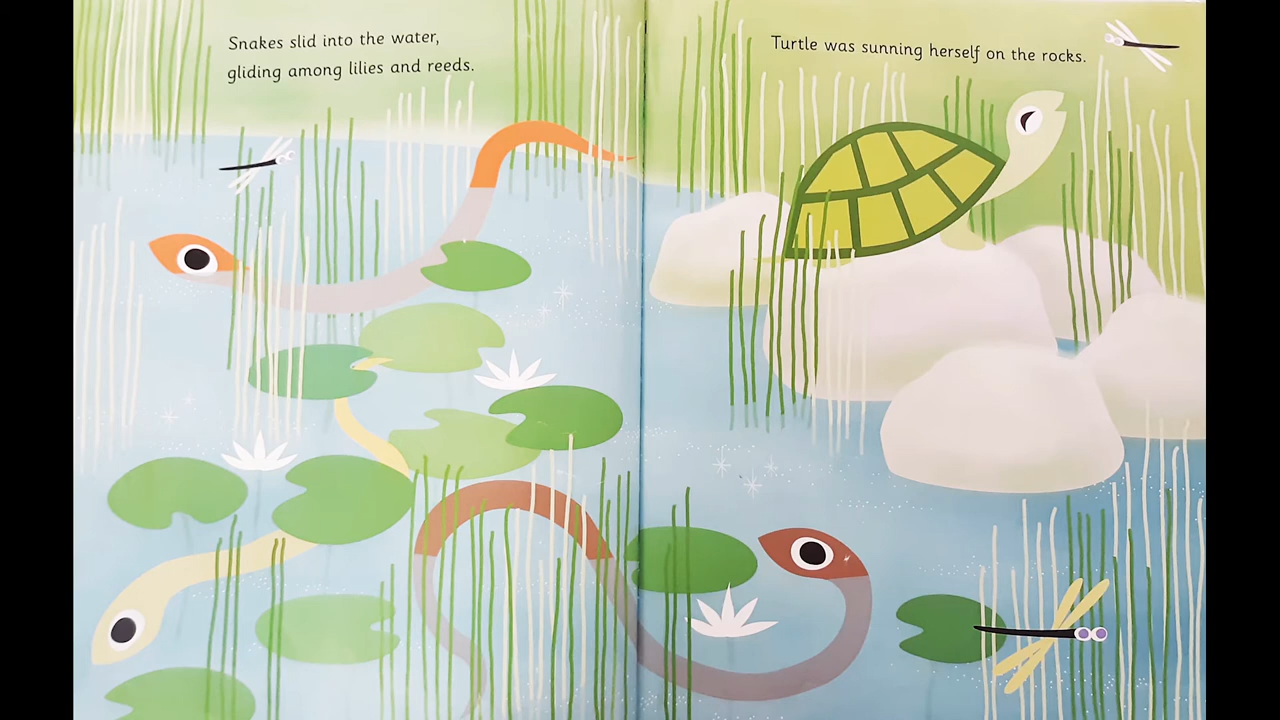 Snakes slid into the water,
gliding among lilies and reeds.
Turtle was sunning herself on the rocks.